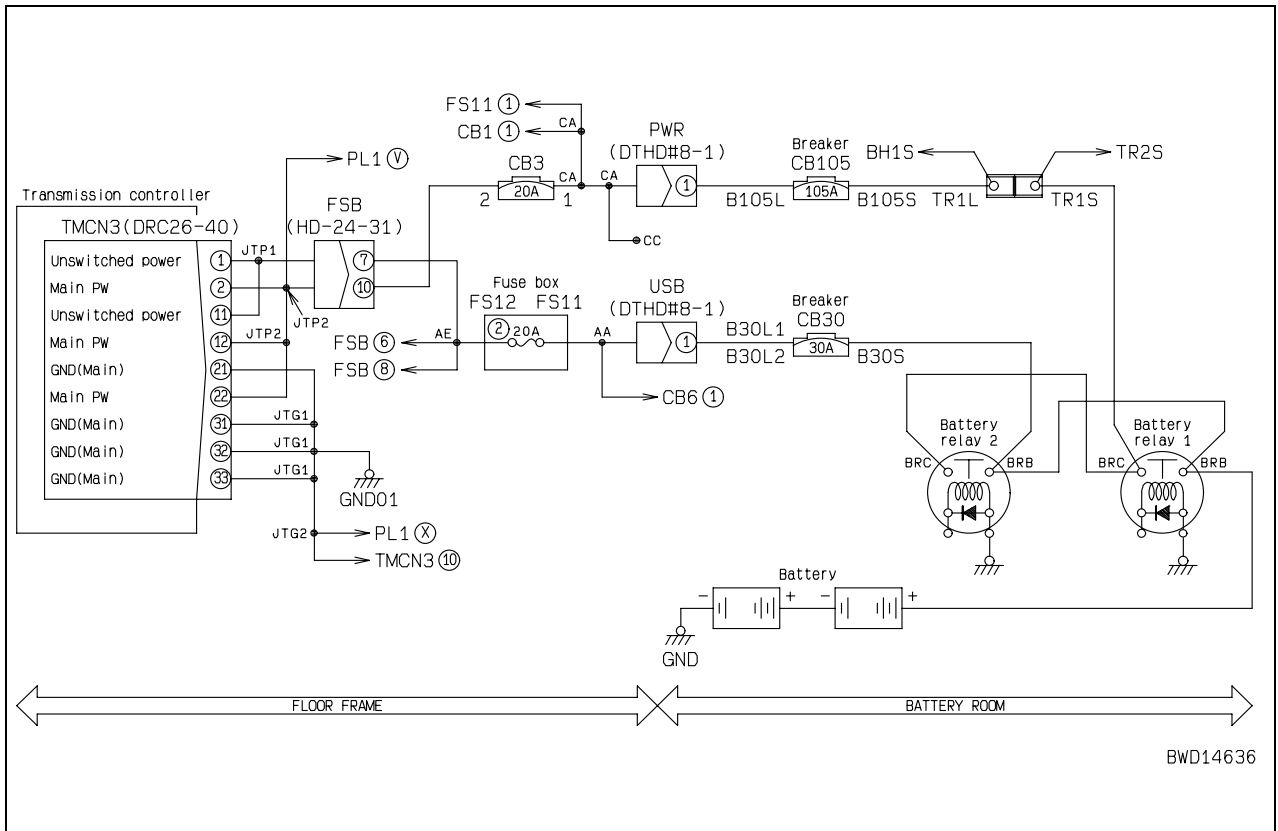 FS11 ①
CA
CB1 ①
PWR
(DTHD#8-1)
Breaker
CB105
BH1S
TR2S
PL1 Ⓥ
CB3
CA
CA
20A
2
1
①
B105L
105A
B105S
TR1L
TR1S
CC
Transmission controller
TMCN3(DRC26-40)
FSB
(HD-24-31)
JTP1
Unswitched power ①
⑦
Main PW ②
⑩
Unswitched power ⑪
JTP2
Main PW ⑫
JTP2
GND(Main) ㉑
Main PW ㉒
GND(Main) ㉛
JTG1
GND(Main) ㉜
JTG1
GND(Main) ㉝
JTG1
GND01
JTG2
PL1 Ⓧ
TMCN3 ⑩
Fuse box
FS12 FS11
② 20A
AE
FSB ⑥
FSB ⑧
AA
USB
(DTHD#8-1)
①
B30L1
B30L2
Breaker
CB30
30A
B30S
CB6 ①
Battery
relay 2
BRC
BRB
Battery
relay 1
BRC
BRB
Battery
- + - +
GND
FLOOR FRAME
BATTERY ROOM
BWD14636